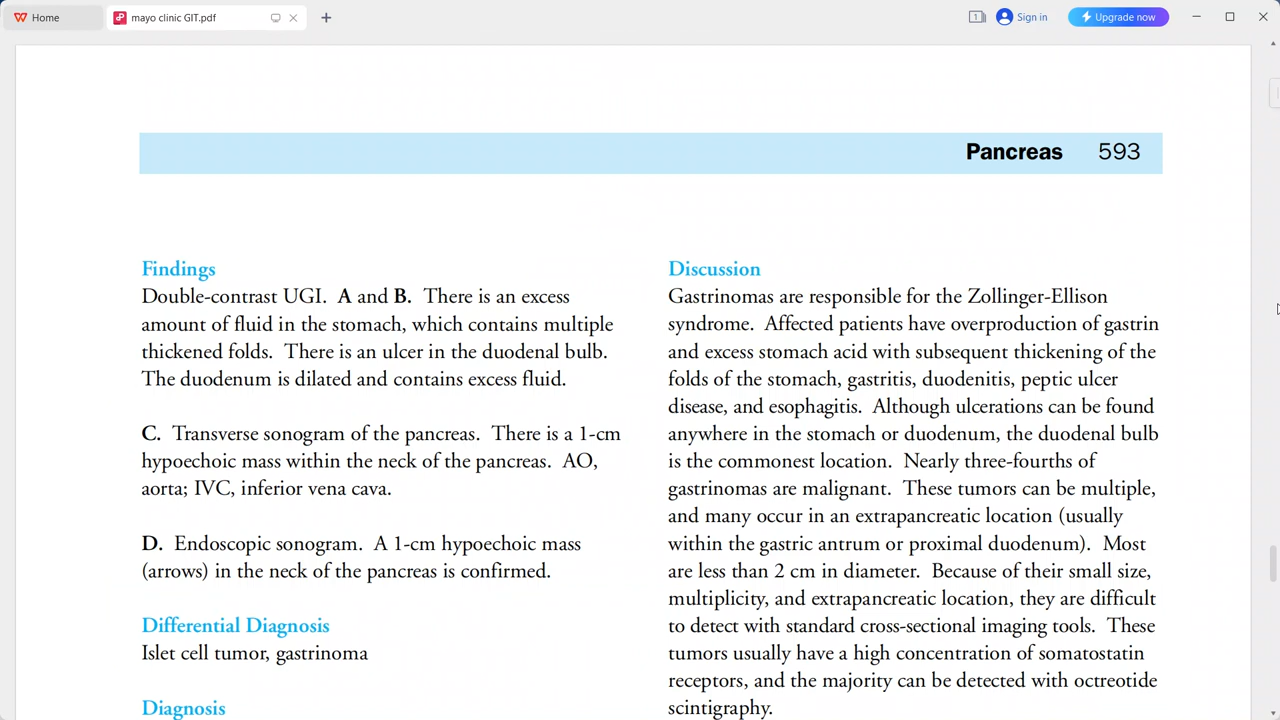 Home
mayo clinic GIT.pdf
1
Sign in
Upgrade now
Pancreas 593
Findings
Double-contrast UGI. A and B. There is an excess
amount of fluid in the stomach, which contains multiple
thickened folds. There is an ulcer in the duodenal bulb.
The duodenum is dilated and contains excess fluid.
C. Transverse sonogram of the pancreas. There is a 1-cm
hypoechoic mass within the neck of the pancreas. AO,
aorta; IVC, inferior vena cava.
D. Endoscopic sonogram. A 1-cm hypoechoic mass
(arrows) in the neck of the pancreas is confirmed.
Differential Diagnosis
Islet cell tumor, gastrinoma
Diagnosis
Discussion
Gastrinomas are responsible for the Zollinger-Ellison
syndrome. Affected patients have overproduction of gastrin
and excess stomach acid with subsequent thickening of the
folds of the stomach, gastritis, duodenitis, peptic ulcer
disease, and esophagitis. Although ulcerations can be found
anywhere in the stomach or duodenum, the duodenal bulb
is the commonest location. Nearly three-fourths of
gastrinomas are malignant. These tumors can be multiple,
and many occur in an extrapancreatic location (usually
within the gastric antrum or proximal duodenum). Most
are less than 2 cm in diameter. Because of their small size,
multiplicity, and extrapancreatic location, they are difficult
to detect with standard cross-sectional imaging tools. These
tumors usually have a high concentration of somatostatin
receptors, and the majority can be detected with octreotide
scintigraphy.